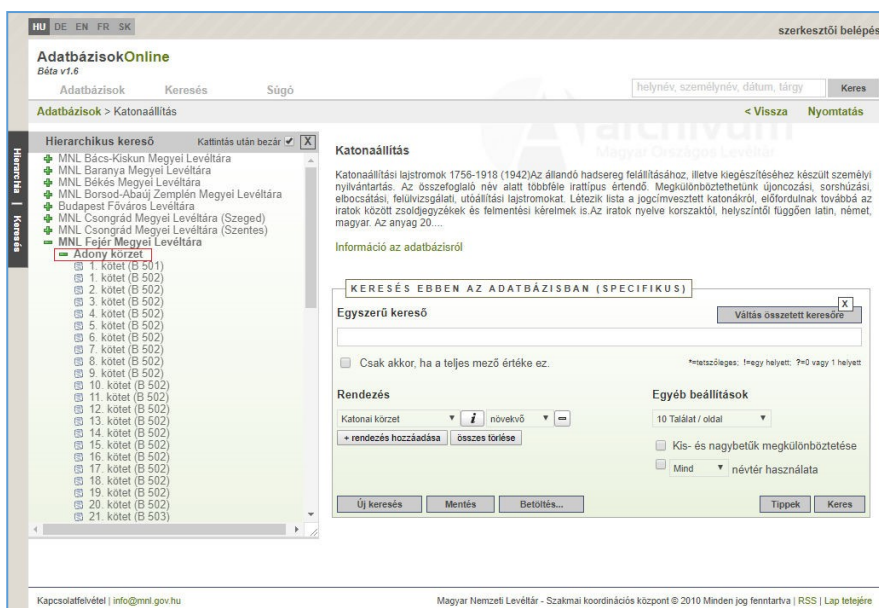 HU DE EN FR SK
szerkesztői belépés
AdatbázisokOnline
Béta v1.6
Adatbázisok Keresés Súgó
helynév, személynév, dátum, tárgy Keres
Adatbázisok > Katonaállítás
< Vissza Nyomtatás
Hierarchia | Keresés
Hierarchikus kereső Kattintás után bezár X
MNL Bács-Kiskun Megyei Levéltára
MNL Baranya Megyei Levéltára
MNL Békés Megyei Levéltára
MNL Borsod-Abaúj Zemplén Megyei Levéltára
Budapest Főváros Levéltára
MNL Csongrád Megyei Levéltára (Szeged)
MNL Csongrád Megyei Levéltára (Szentes)
MNL Fejér Megyei Levéltára
Adony körzet
1. kötet (B 501)
1. kötet (B 502)
2. kötet (B 502)
3. kötet (B 502)
4. kötet (B 502)
5. kötet (B 502)
6. kötet (B 502)
7. kötet (B 502)
8. kötet (B 502)
9. kötet (B 502)
10. kötet (B 502)
11. kötet (B 502)
12. kötet (B 502)
13. kötet (B 502)
14. kötet (B 502)
15. kötet (B 502)
16. kötet (B 502)
17. kötet (B 502)
18. kötet (B 502)
19. kötet (B 502)
20. kötet (B 502)
21. kötet (B 503)
archivum
Magyar Országos Levéltár
Katonaállítás
Katonaállítási lajstromok 1756-1918 (1942)Az állandó hadsereg felállításához, illetve kiegészítéséhez készült személyi
nyilvántartás. Az összefoglaló név alatt többféle irattípus értendő. Megkülönböztethetünk újoncozási, sorshúzási,
elbocsátási, felülvizsgálati, utóállítási lajstromokat. Létezik lista a jogcímvesztett katonákról, előfordulnak továbbá az
iratok között zsoldjegyzékek és felmentési kérelmek is.Az iratok nyelve korszaktól, helyszíntől függően latin, német,
magyar. Az anyag 20....
Információ az adatbázisról
KERESÉS EBBEN AZ ADATBÁZISBAN (SPECIFIKUS)
X
Egyszerű kereső Váltás összetett keresőre
Csak akkor, ha a teljes mező értéke ez. *=tetszőleges; !=egy helyett; ?=0 vagy 1 helyett
Rendezés Egyéb beállítások
Katonai körzet i növekvő 10 Találat / oldal
+ rendezés hozzáadása összes törlése
Kis- és nagybetűk megkülönböztetése
Mind névtér használata
Új keresés Mentés Betöltés... Tippek Keres
Kapcsolatfelvétel | info@mnl.gov.hu Magyar Nemzeti Levéltár - Szakmai koordinációs központ © 2010 Minden jog fenntartva | RSS | Lap tetejére